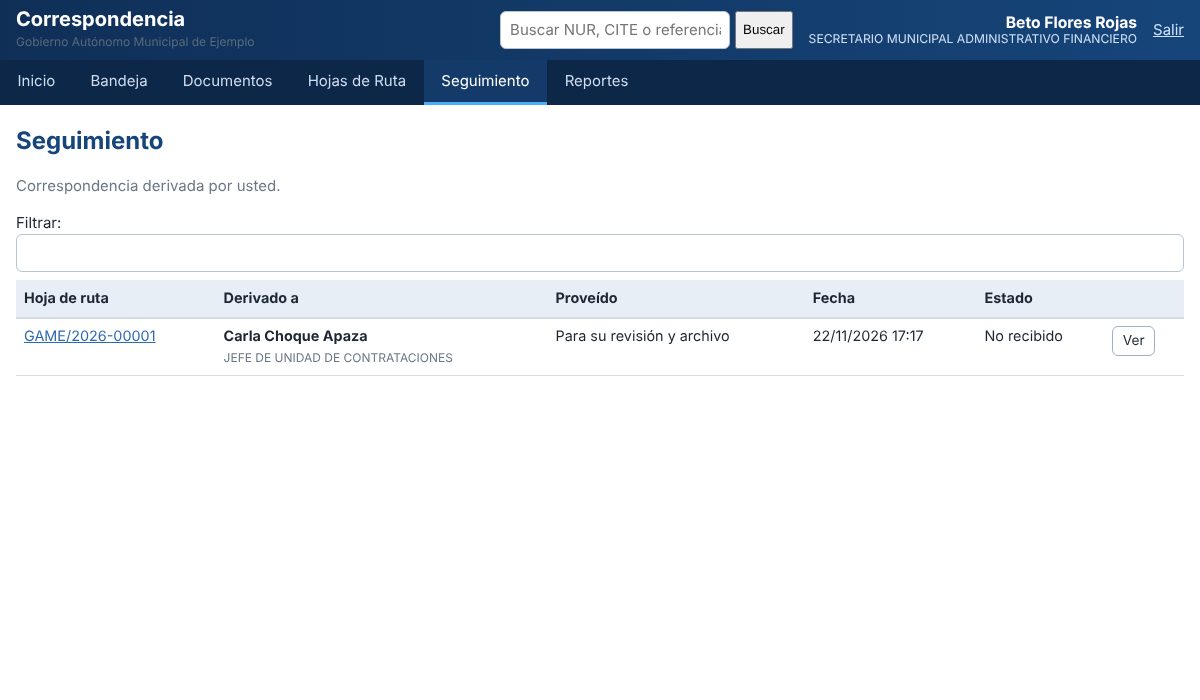 Correspondencia
Gobierno Autónomo Municipal de Ejemplo
Buscar NUR, CITE o referencia
Buscar
Beto Flores Rojas
SECRETARIO MUNICIPAL ADMINISTRATIVO FINANCIERO
Salir
Inicio Bandeja Documentos Hojas de Ruta Seguimiento Reportes
Seguimiento
Correspondencia derivada por usted.
Filtrar:
Hoja de ruta Derivado a Proveído Fecha Estado
GAME/2026-00001 Carla Choque Apaza Para su revisión y archivo 22/11/2026 17:17 No recibido Ver
JEFE DE UNIDAD DE CONTRATACIONES